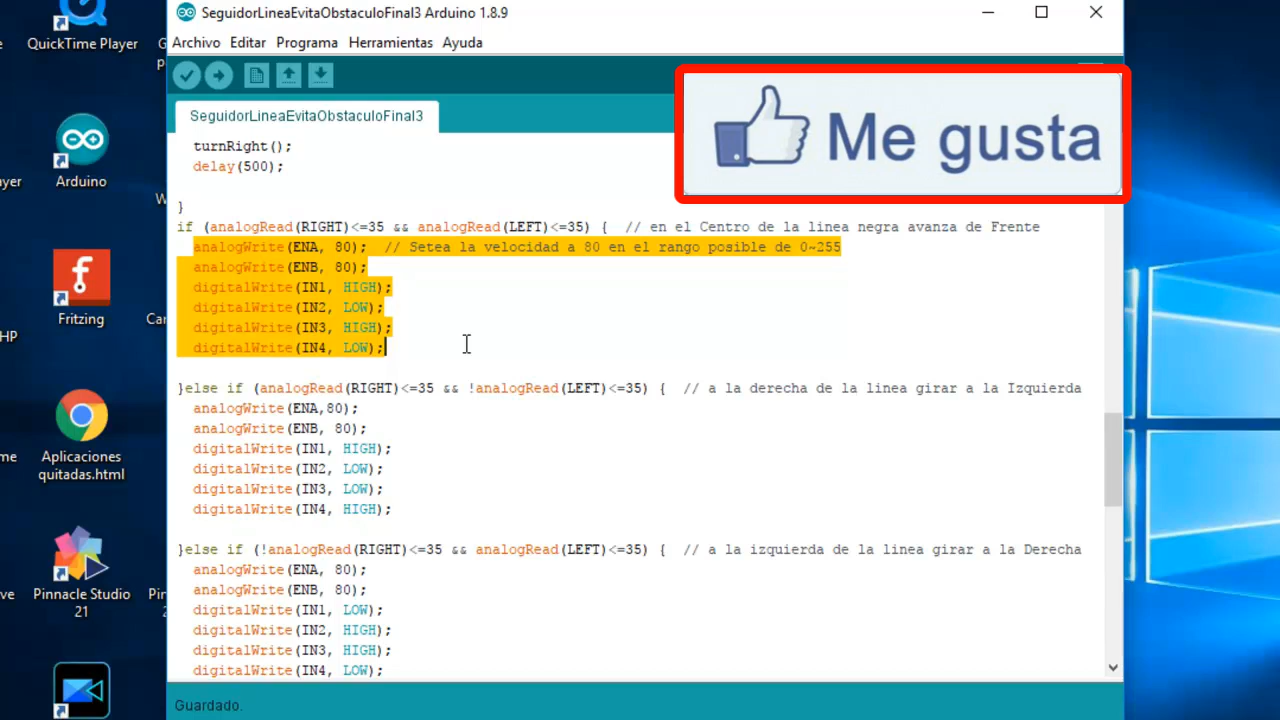 SeguidorLineaEvitaObstaculoFinal3 Arduino 1.8.9
Archivo Editar Programa Herramientas Ayuda
SeguidorLineaEvitaObstaculoFinal3
Me gusta
turnRight();
delay(500);
}
if (analogRead(RIGHT)<=35 && analogRead(LEFT)<=35) { // en el Centro de la linea negra avanza de Frente
analogWrite(ENA, 80); // Setea la velocidad a 80 en el rango posible de 0~255
analogWrite(ENB, 80);
digitalWrite(IN1, HIGH);
digitalWrite(IN2, LOW);
digitalWrite(IN3, HIGH);
digitalWrite(IN4, LOW);
}else if (analogRead(RIGHT)<=35 && !analogRead(LEFT)<=35) { // a la derecha de la linea girar a la Izquierda
analogWrite(ENA,80);
analogWrite(ENB, 80);
digitalWrite(IN1, HIGH);
digitalWrite(IN2, LOW);
digitalWrite(IN3, LOW);
digitalWrite(IN4, HIGH);
}else if (!analogRead(RIGHT)<=35 && analogRead(LEFT)<=35) { // a la izquierda de la linea girar a la Derecha
analogWrite(ENA, 80);
analogWrite(ENB, 80);
digitalWrite(IN1, LOW);
digitalWrite(IN2, HIGH);
digitalWrite(IN3, HIGH);
digitalWrite(IN4, LOW);
Guardado.
QuickTime Player
Arduino
Fritzing
Aplicaciones
quitadas.html
Pinnacle Studio
21